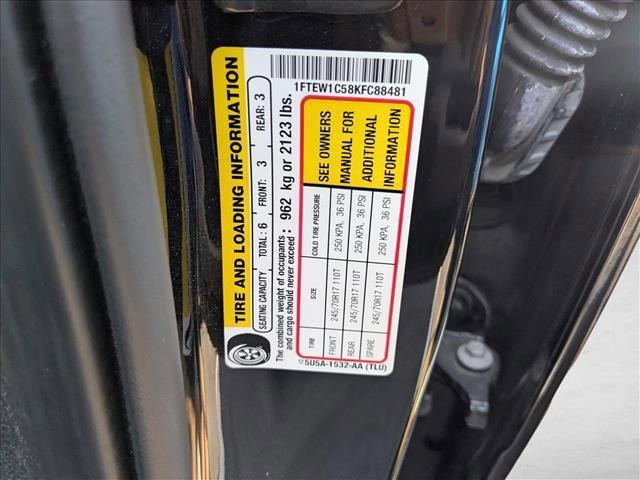 TIRE AND LOADING INFORMATION
SEATING CAPACITY TOTAL: 6 FRONT: 3 REAR: 3
The combined weight of occupants
and cargo should never exceed : 962 kg or 2123 lbs.
1FTEW1C58KFC88481
TIRE SIZE COLD TIRE PRESSURE
FRONT 245/70R17 110T 250 KPA, 36 PSI
REAR 245/70R17 110T 250 KPA, 36 PSI
SPARE 245/70R17 110T 250 KPA, 36 PSI
SEE OWNERS
MANUAL FOR
ADDITIONAL
INFORMATION
5U5A-1532-AA (TLU)